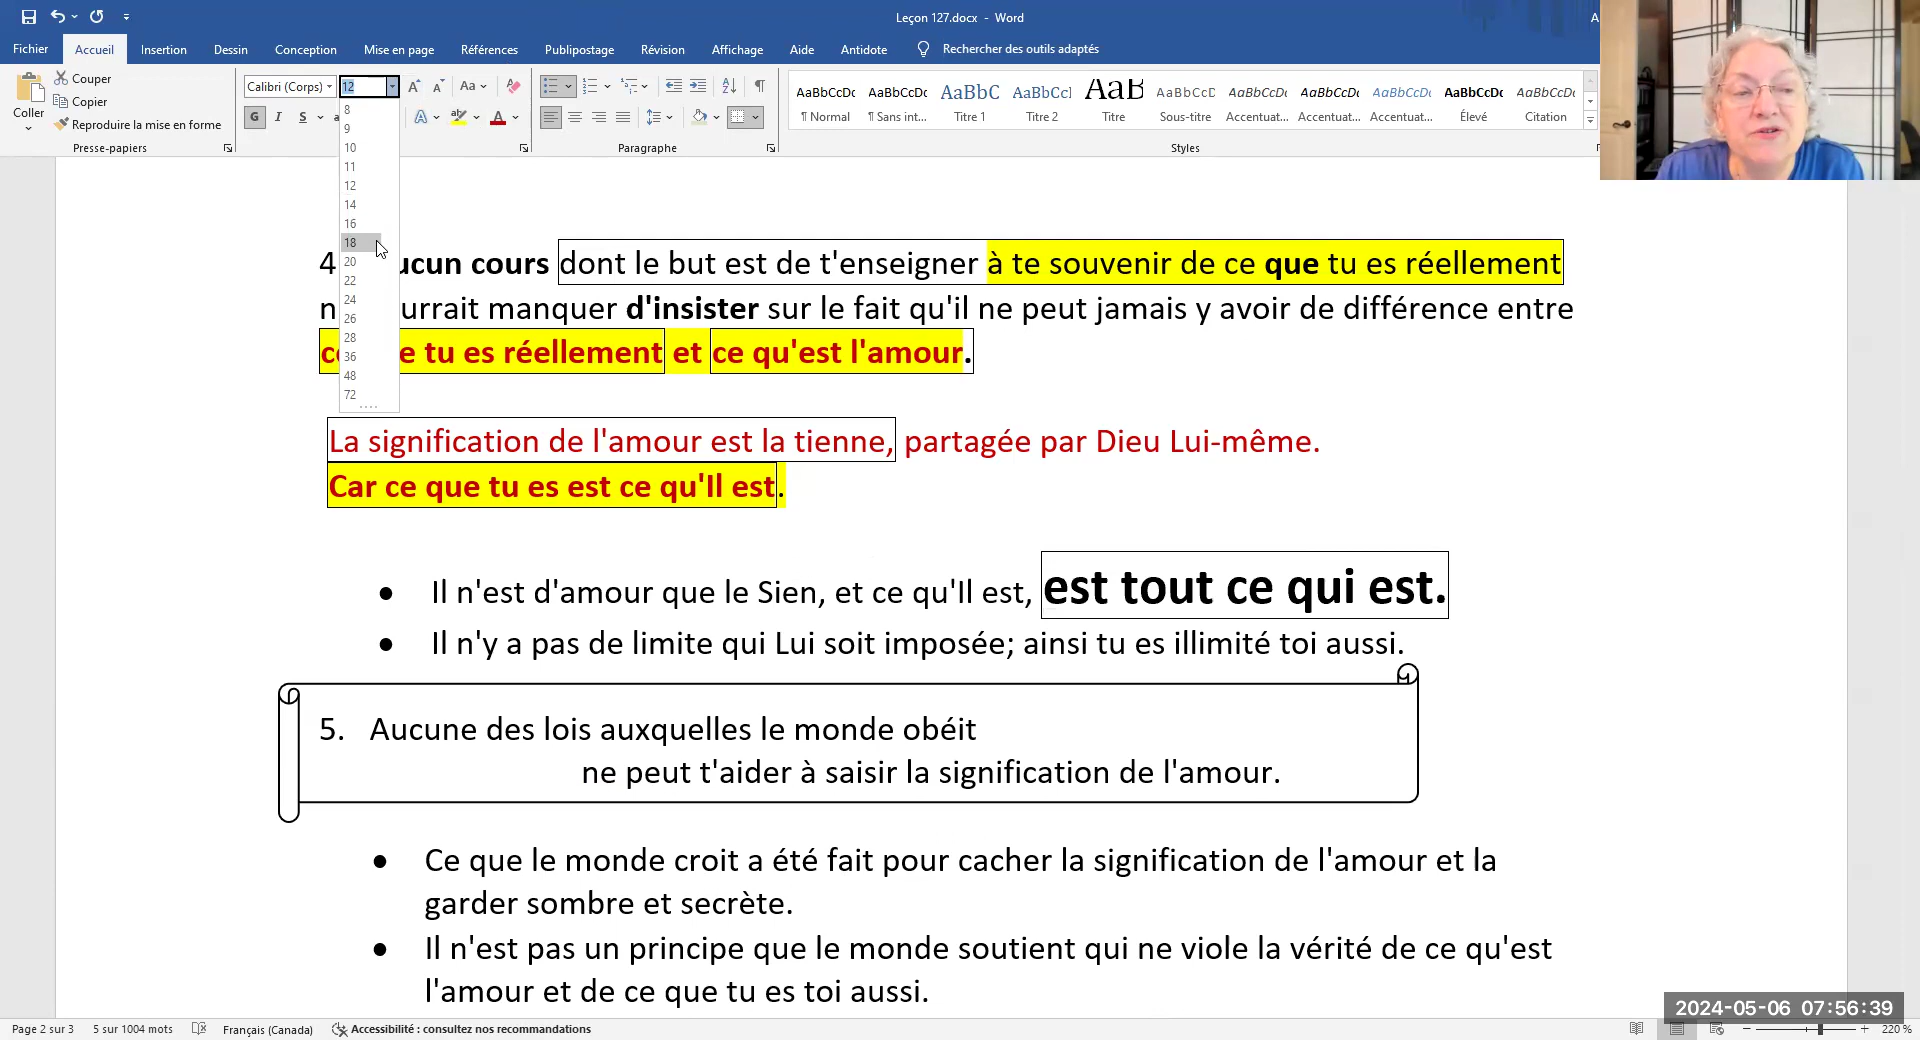 Leçon 127.docx - Word
A
Fichier Accueil Insertion Dessin Conception Mise en page Références Publipostage Révision Affichage Aide Antidote Rechercher des outils adaptés
Coller
Couper
Copier
Reproduire la mise en forme
Presse-papiers
Calibri (Corps) 12
G I S
8
9
10
11
12
14
16
18
20
22
24
26
28
36
48
72
Paragraphe
AaBbCcDc AaBbCcDc AaBbC AaBbCcI AaB AaBbCcD AaBbCcDc AaBbCcDc AaBbCcDc AaBbCcDc AaBbCcDc
¶ Normal ¶ Sans int... Titre 1 Titre 2 Titre Sous-titre Accentuat... Accentuat... Accentuat... Élevé Citation
Styles
4 ucun cours dont le but est de t'enseigner à te souvenir de ce que tu es réellement
n urrait manquer d'insister sur le fait qu'il ne peut jamais y avoir de différence entre
c e tu es réellement et ce qu'est l'amour.
La signification de l'amour est la tienne, partagée par Dieu Lui-même.
Car ce que tu es est ce qu'Il est.
● Il n'est d'amour que le Sien, et ce qu'Il est, est tout ce qui est.
● Il n'y a pas de limite qui Lui soit imposée; ainsi tu es illimité toi aussi.
5. Aucune des lois auxquelles le monde obéit
ne peut t'aider à saisir la signification de l'amour.
● Ce que le monde croit a été fait pour cacher la signification de l'amour et la
garder sombre et secrète.
● Il n'est pas un principe que le monde soutient qui ne viole la vérité de ce qu'est
l'amour et de ce que tu es toi aussi.
2024-05-06 07:56:39
Page 2 sur 3 5 sur 1004 mots Français (Canada) Accessibilité : consultez nos recommandations 220 %